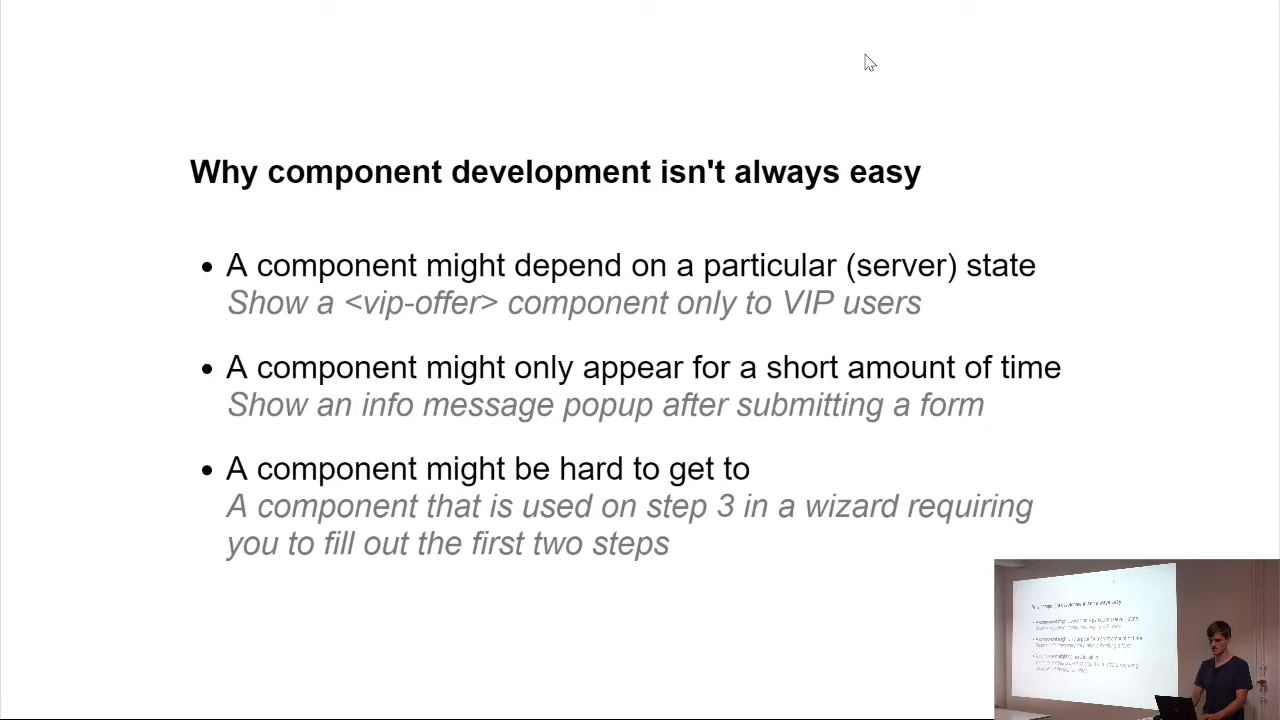 Why component development isn't always easy
• A component might depend on a particular (server) state
Show a <vip-offer> component only to VIP users
• A component might only appear for a short amount of time
Show an info message popup after submitting a form
• A component might be hard to get to
A component that is used on step 3 in a wizard requiring
you to fill out the first two steps